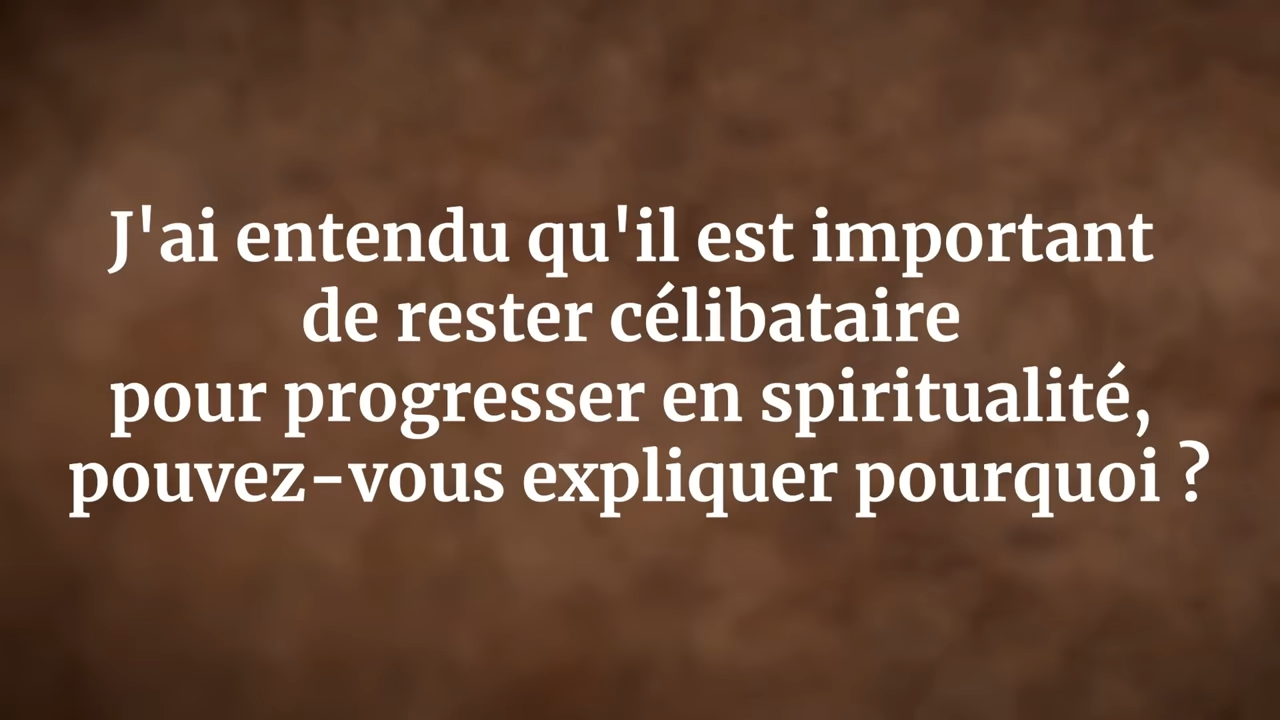 J'ai entendu qu'il est important
de rester célibataire
pour progresser en spiritualité,
pouvez-vous expliquer pourquoi ?